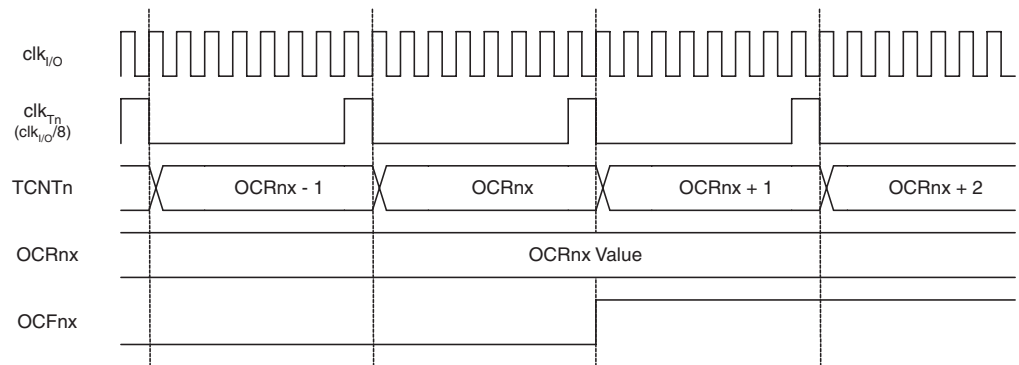 clkI/O
clkTn
(clkI/O/8)
TCNTn
OCRnx - 1
OCRnx
OCRnx + 1
OCRnx + 2
OCRnx
OCRnx Value
OCFnx